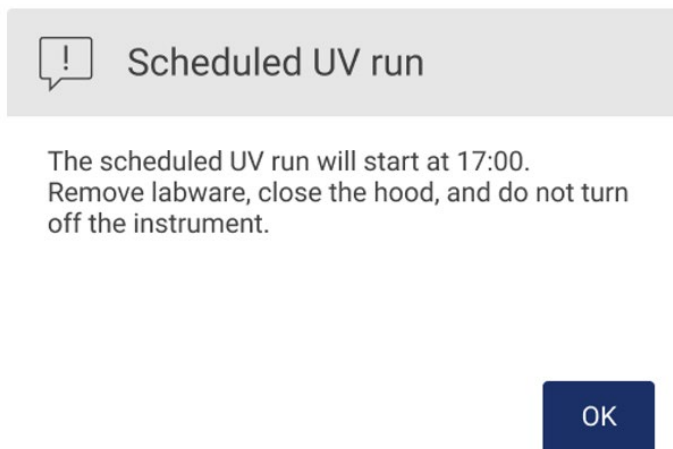 !
Scheduled UV run
The scheduled UV run will start at 17:00.
Remove labware, close the hood, and do not turn
off the instrument.
OK